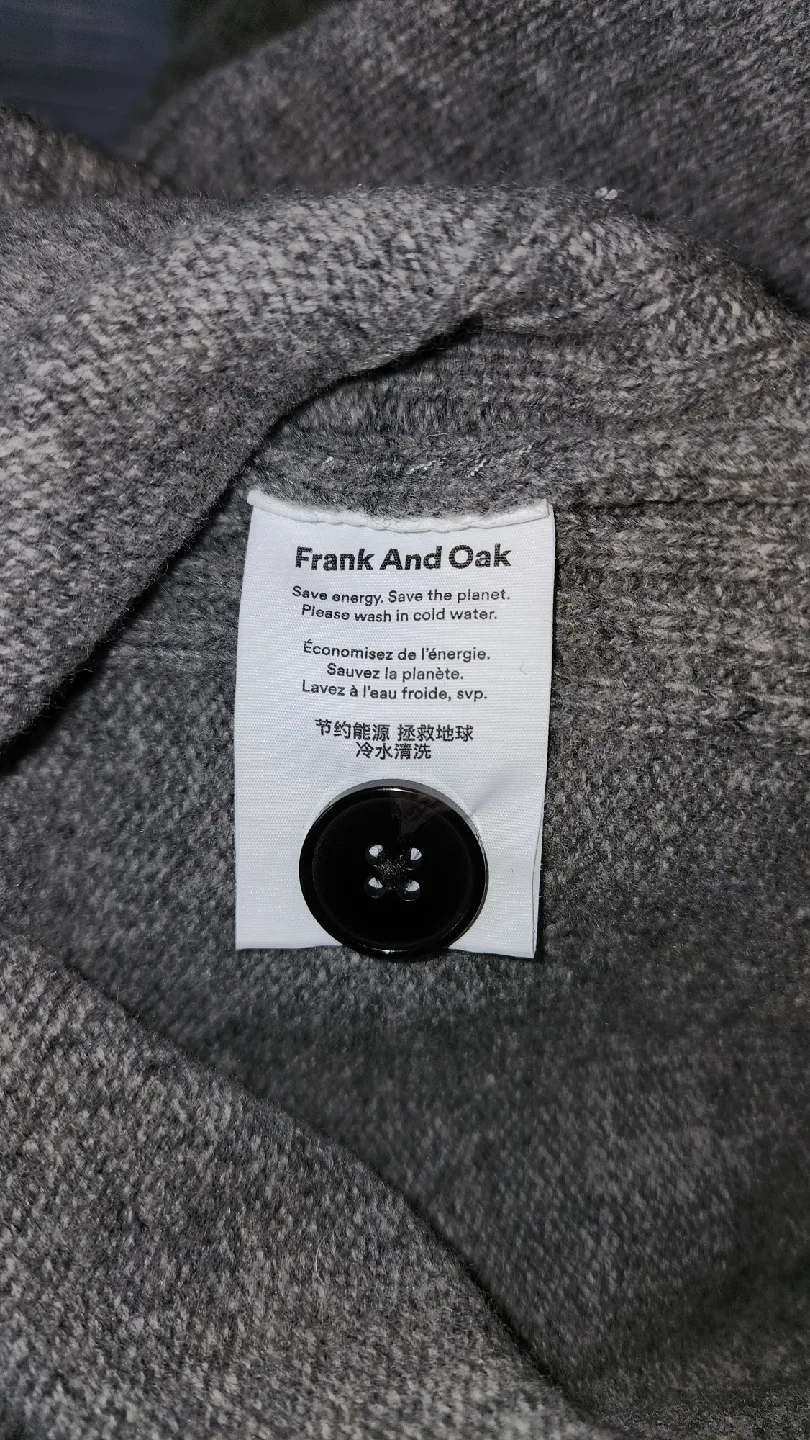 Frank And Oak
Save energy. Save the planet.
Please wash in cold water.
Économisez de l'énergie.
Sauvez la planète.
Lavez à l'eau froide, svp.
节约能源 拯救地球
冷水清洗